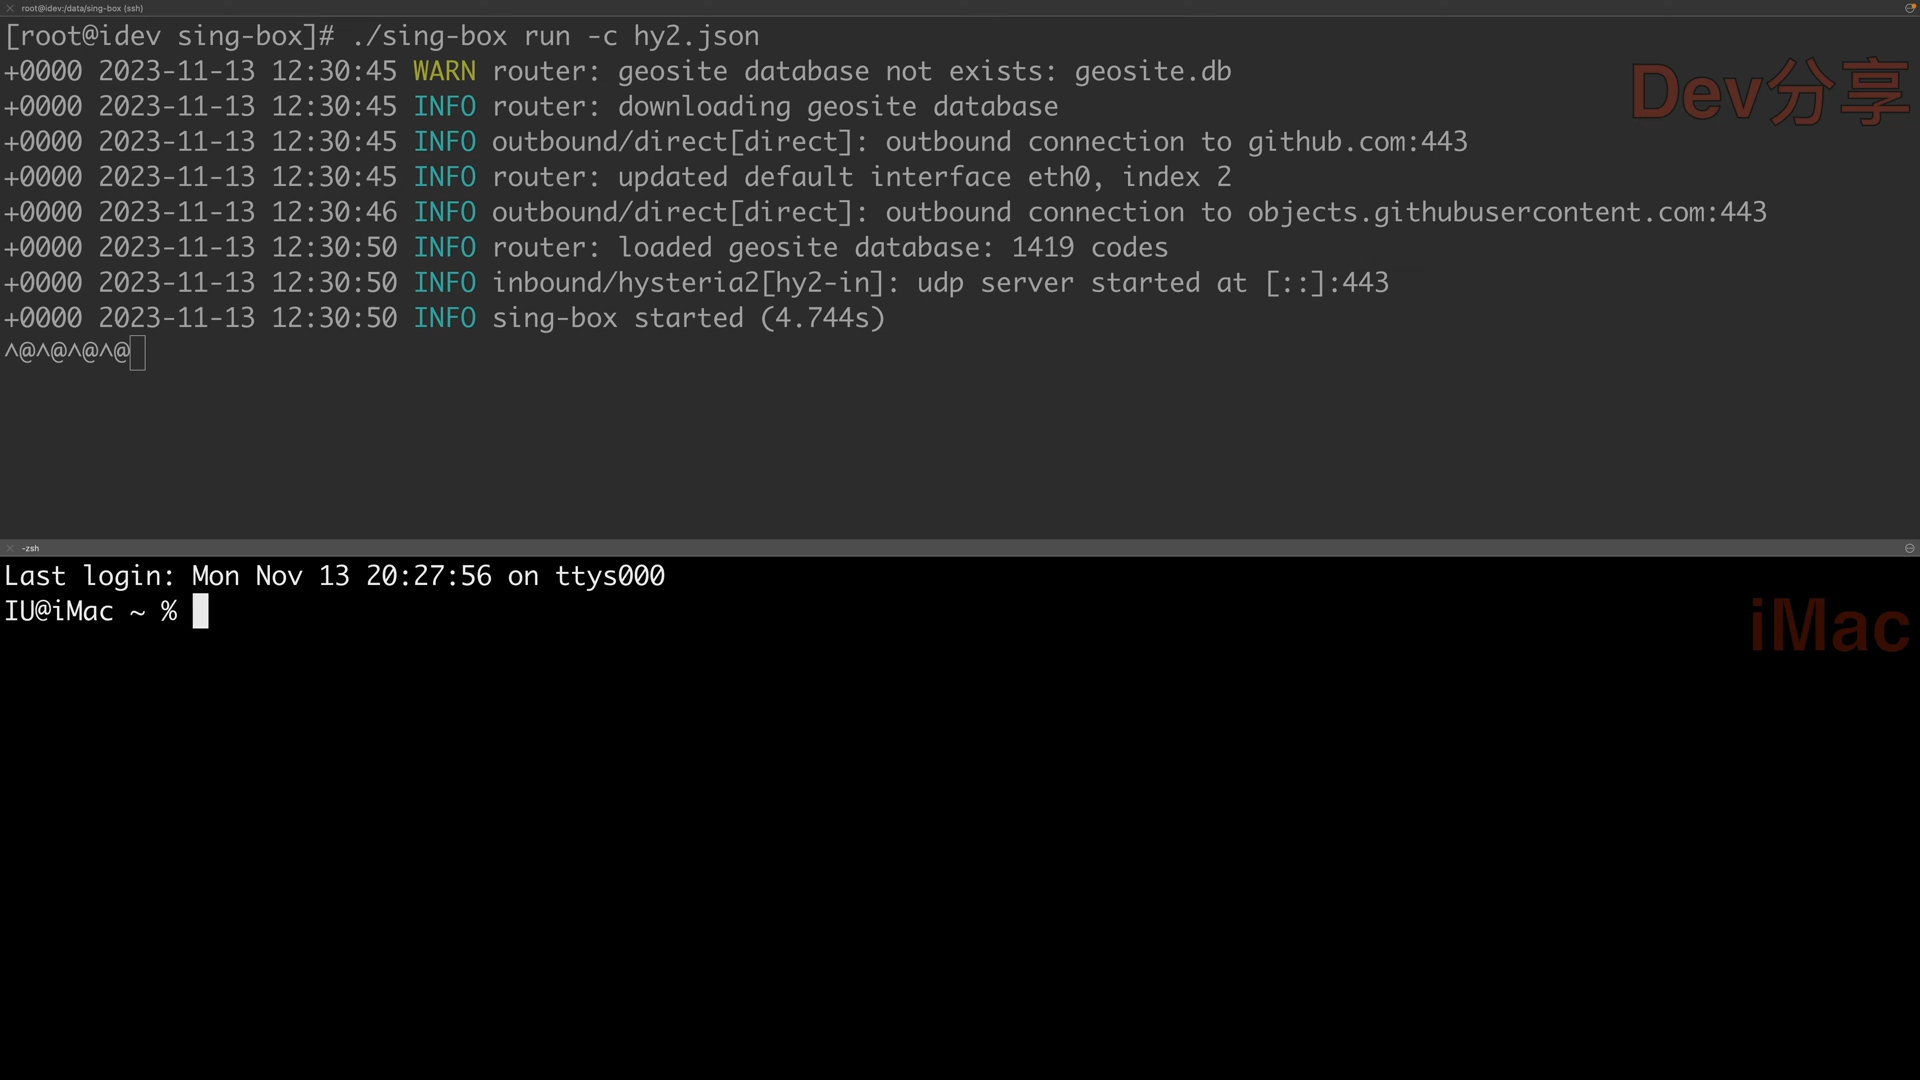 root@idev:/data/sing-box (ssh)
[root@idev sing-box]# ./sing-box run -c hy2.json
+0000 2023-11-13 12:30:45 WARN router: geosite database not exists: geosite.db
+0000 2023-11-13 12:30:45 INFO router: downloading geosite database
+0000 2023-11-13 12:30:45 INFO outbound/direct[direct]: outbound connection to github.com:443
+0000 2023-11-13 12:30:45 INFO router: updated default interface eth0, index 2
+0000 2023-11-13 12:30:46 INFO outbound/direct[direct]: outbound connection to objects.githubusercontent.com:443
+0000 2023-11-13 12:30:50 INFO router: loaded geosite database: 1419 codes
+0000 2023-11-13 12:30:50 INFO inbound/hysteria2[hy2-in]: udp server started at [::]:443
+0000 2023-11-13 12:30:50 INFO sing-box started (4.744s)
^@^@^@^@
Dev分享
-zsh
Last login: Mon Nov 13 20:27:56 on ttys000
IU@iMac ~ %
iMac